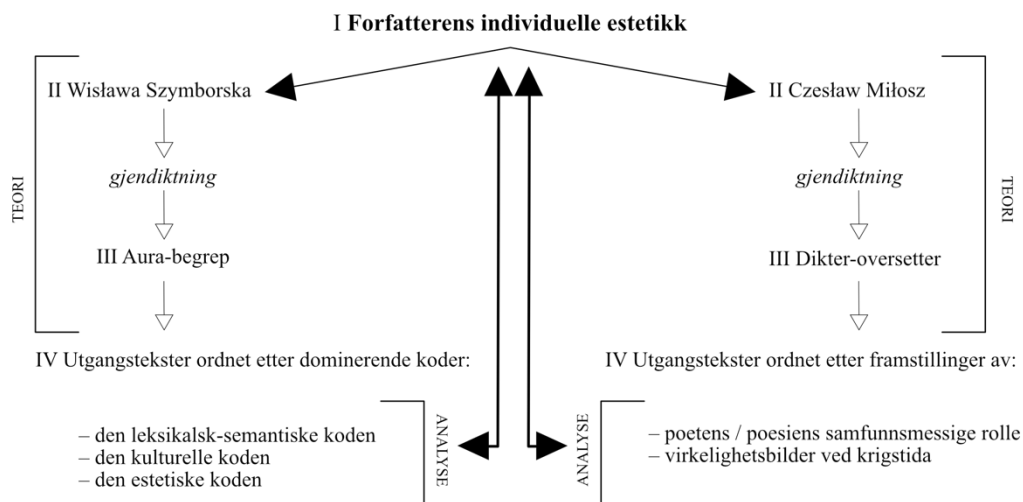 I Forfatterens individuelle estetikk
II Wisława Szymborska
gjendiktning
III Aura-begrep
TEORI
IV Utgangstekster ordnet etter dominerende koder:
– den leksikalsk-semantiske koden
– den kulturelle koden
– den estetiske koden
ANALYSE
II Czesław Miłosz
gjendiktning
III Dikter-oversetter
TEORI
IV Utgangstekster ordnet etter framstillinger av:
– poetens / poesiens samfunnsmessige rolle
– virkelighetsbilder ved krigstida
ANALYSE